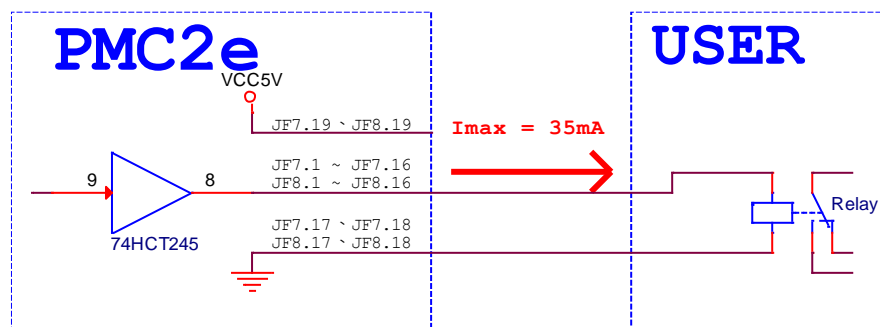 PMC2e
USER
VCC5V
JF7.19、JF8.19
Imax = 35mA
JF7.1 ~ JF7.16
9
8
JF8.1 ~ JF8.16
Relay
JF7.17、JF7.18
74HCT245
JF8.17、JF8.18